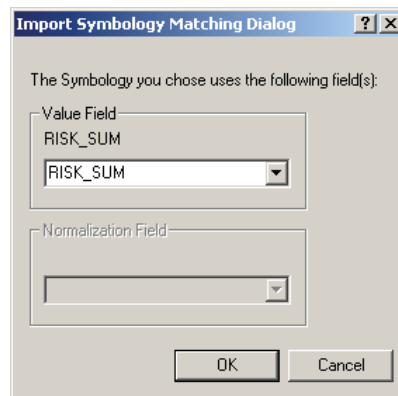 Import Symbology Matching Dialog
The Symbology you chose uses the following field(s):
Value Field
RISK_SUM
RISK_SUM
Normalization Field
OK Cancel